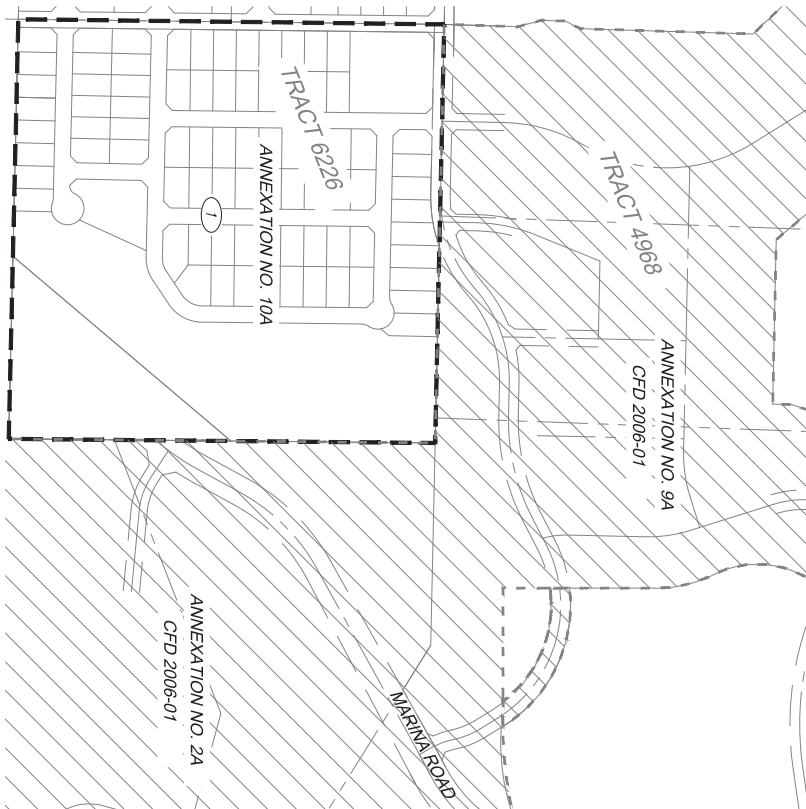 TRACT 6226
ANNEXATION NO. 10A
1
TRACT 4968
ANNEXATION NO. 9A
CFD 2006-01
ANNEXATION NO. 2A
CFD 2006-01
MARINA ROAD